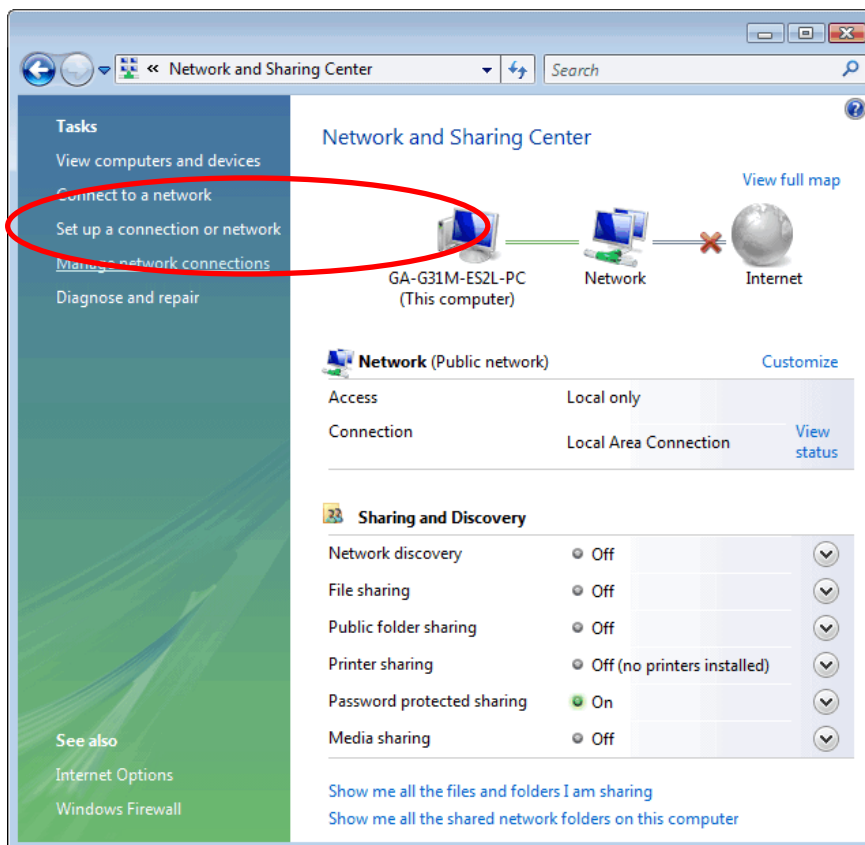 « Network and Sharing Center
Search
Tasks
View computers and devices
Connect to a network
Set up a connection or network
Manage network connections
Diagnose and repair
See also
Internet Options
Windows Firewall
Network and Sharing Center
View full map
GA-G31M-ES2L-PC
(This computer)
Network
Internet
Network (Public network)
Customize
Access Local only
Connection Local Area Connection View status
Sharing and Discovery
Network discovery Off
File sharing Off
Public folder sharing Off
Printer sharing Off (no printers installed)
Password protected sharing On
Media sharing Off
Show me all the files and folders I am sharing
Show me all the shared network folders on this computer